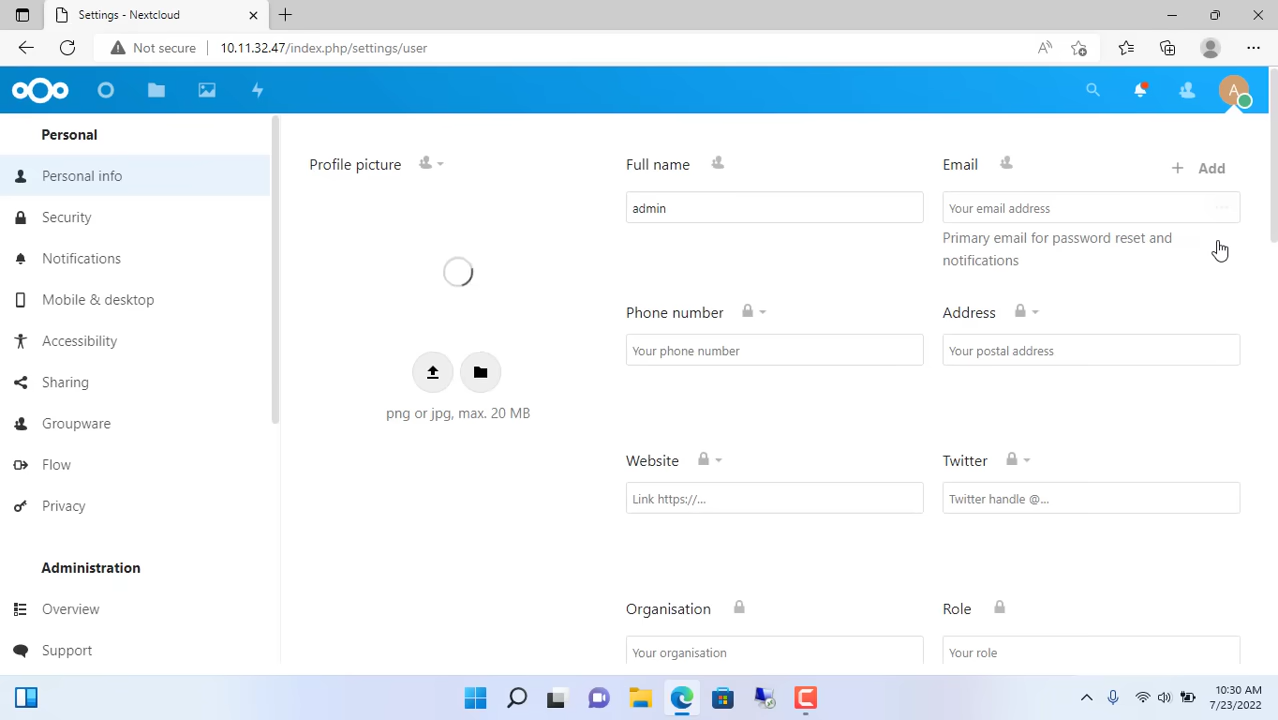 Settings - Nextcloud
Not secure
10.11.32.47/index.php/settings/user
A
Personal
Personal info
Security
Notifications
Mobile & desktop
Accessibility
Sharing
Groupware
Flow
Privacy
Administration
Overview
Support
Profile picture
png or jpg, max. 20 MB
Full name
admin
Email
+ Add
Your email address
Primary email for password reset and
notifications
Phone number
Your phone number
Address
Your postal address
Website
Link https://...
Twitter
Twitter handle @...
Organisation
Your organisation
Role
Your role
10:30 AM
7/23/2022